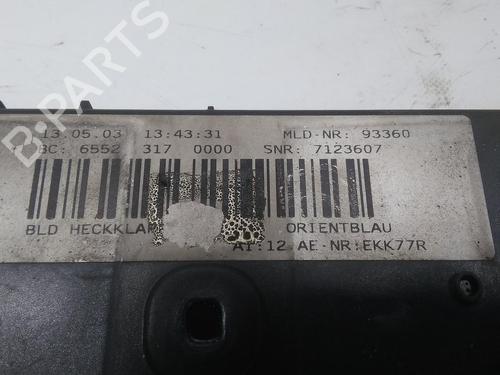 B-PARTS
13.05.03 13:43:31 MLD-NR: 93360
BC: 6552 317 0000 SNR: 7123607
BLD HECKKLA ORIENTBLAU
AI:12 AE-NR:EKK77R